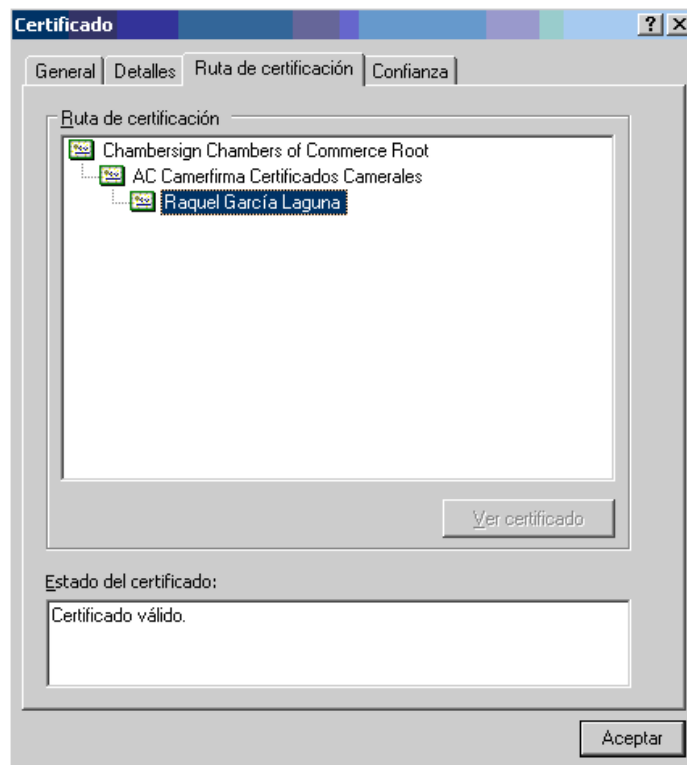 Certificado
General
Detalles
Ruta de certificación
Confianza
Ruta de certificación
Chambersign Chambers of Commerce Root
AC Camerfirma Certificados Camerales
Raquel García Laguna
Ver certificado
Estado del certificado:
Certificado válido.
Aceptar